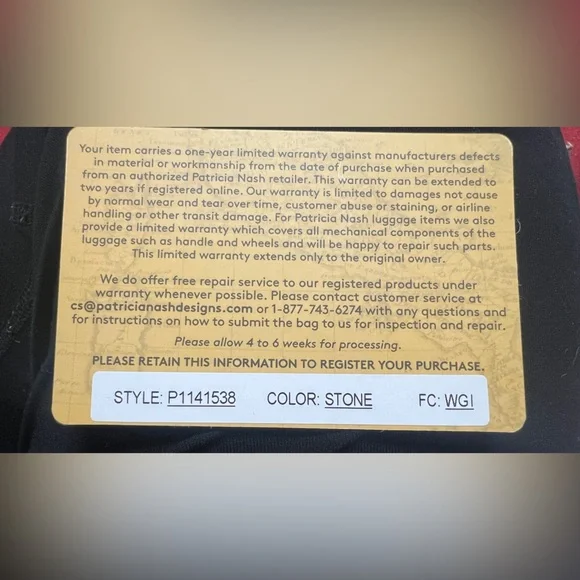 Your item carries a one-year limited warranty against manufacturers defects
in material or workmanship from the date of purchase when purchased
from an authorized Patricia Nash retailer. This warranty can be extended to
two years if registered online. Our warranty is limited to damages not cause
by normal wear and tear over time, customer abuse or staining, or airline
handling or other transit damage. For Patricia Nash luggage items we also
provide a limited warranty which covers all mechanical components of the
luggage such as handle and wheels and will be happy to repair such parts.
This limited warranty extends only to the original owner.
We do offer free repair service to our registered products under
warranty whenever possible. Please contact customer service at
cs@patricianashdesigns.com or 1-877-743-6274 with any questions and
for instructions on how to submit the bag to us for inspection and repair.
Please allow 4 to 6 weeks for processing.
PLEASE RETAIN THIS INFORMATION TO REGISTER YOUR PURCHASE.
STYLE: P1141538 COLOR: STONE FC: WGI